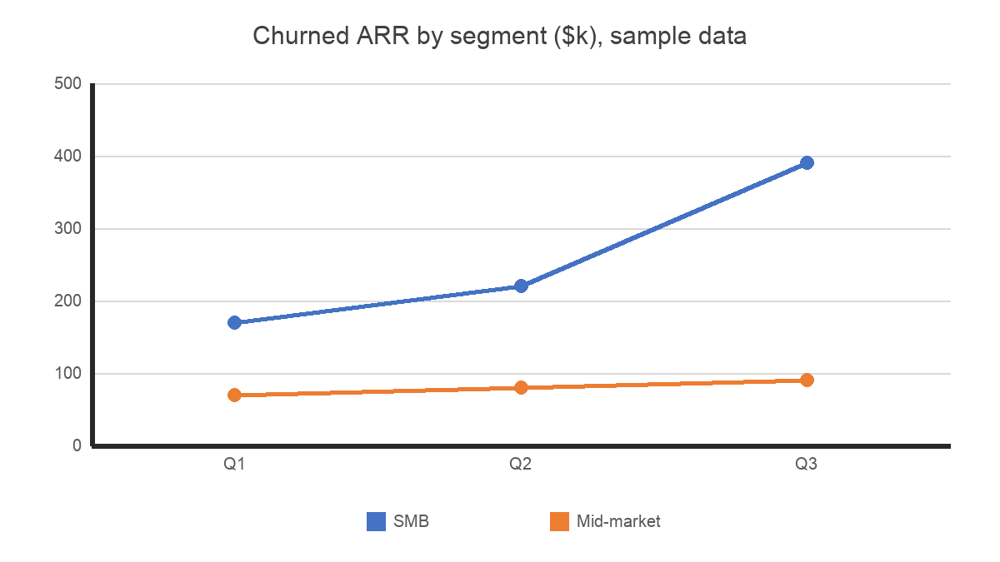 Churned ARR by segment ($k), sample data
500
400
300
200
100
0
Q1 Q2 Q3
SMB Mid-market